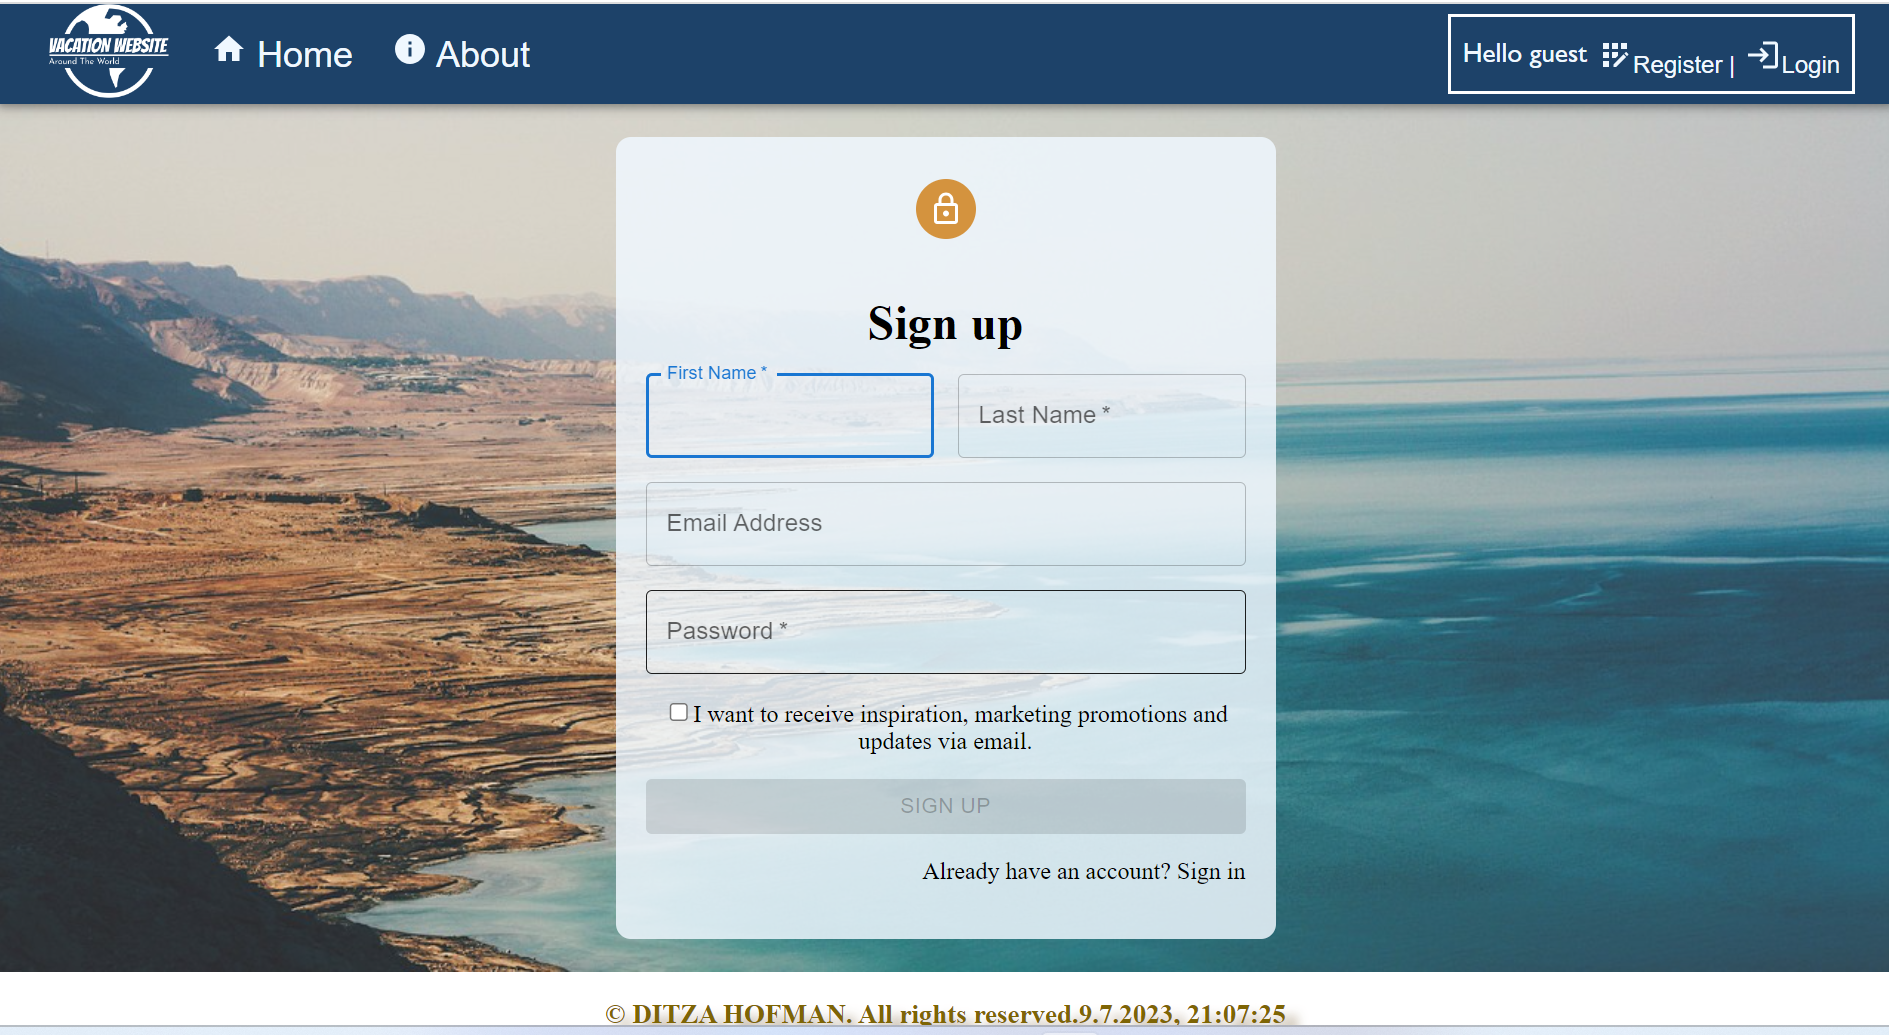 VACATION WEBSITE
Around The World
Home
About
Hello guest
Register |
Login
Sign up
First Name *
Last Name *
Email Address
Password *
I want to receive inspiration, marketing promotions and
updates via email.
SIGN UP
Already have an account? Sign in
© DITZA HOFMAN. All rights reserved.9.7.2023, 21:07:25